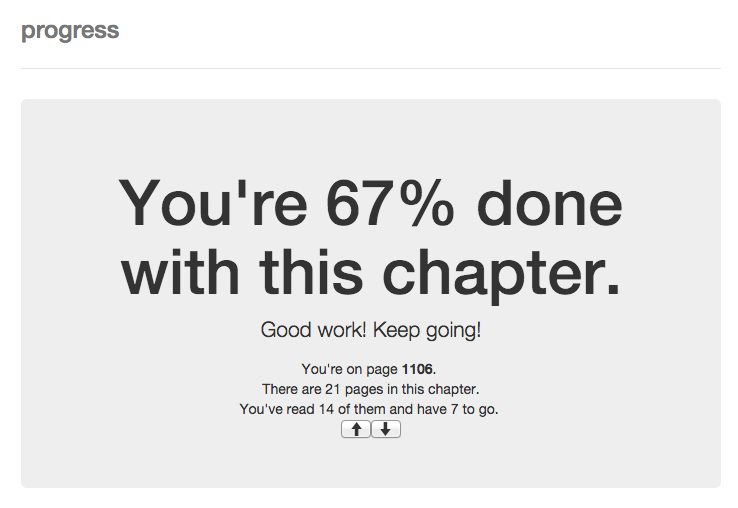 progress
You're 67% done
with this chapter.
Good work! Keep going!
You're on page 1106.
There are 21 pages in this chapter.
You've read 14 of them and have 7 to go.